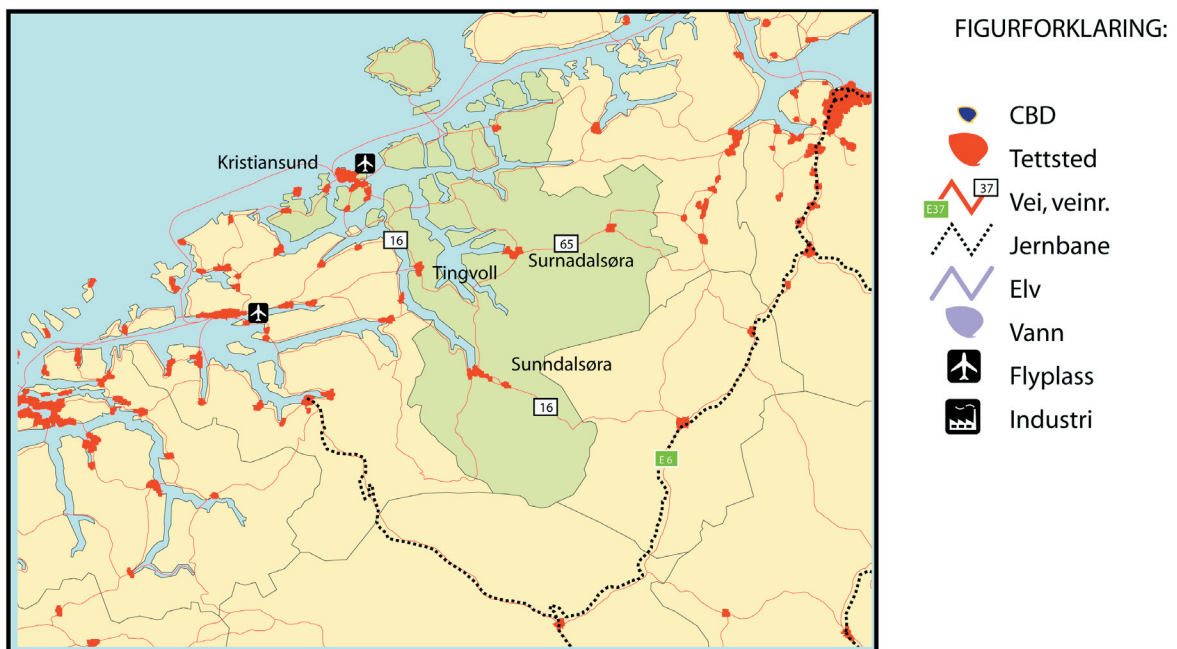 FIGURFORKLARING:
CBD
Tettsted
E37
37
Vei, veinr.
Jernbane
Elv
Vann
Flyplass
Industri
Kristiansund
16
65
Surnadalsøra
Tingvoll
Sunndalsøra
16
E 6